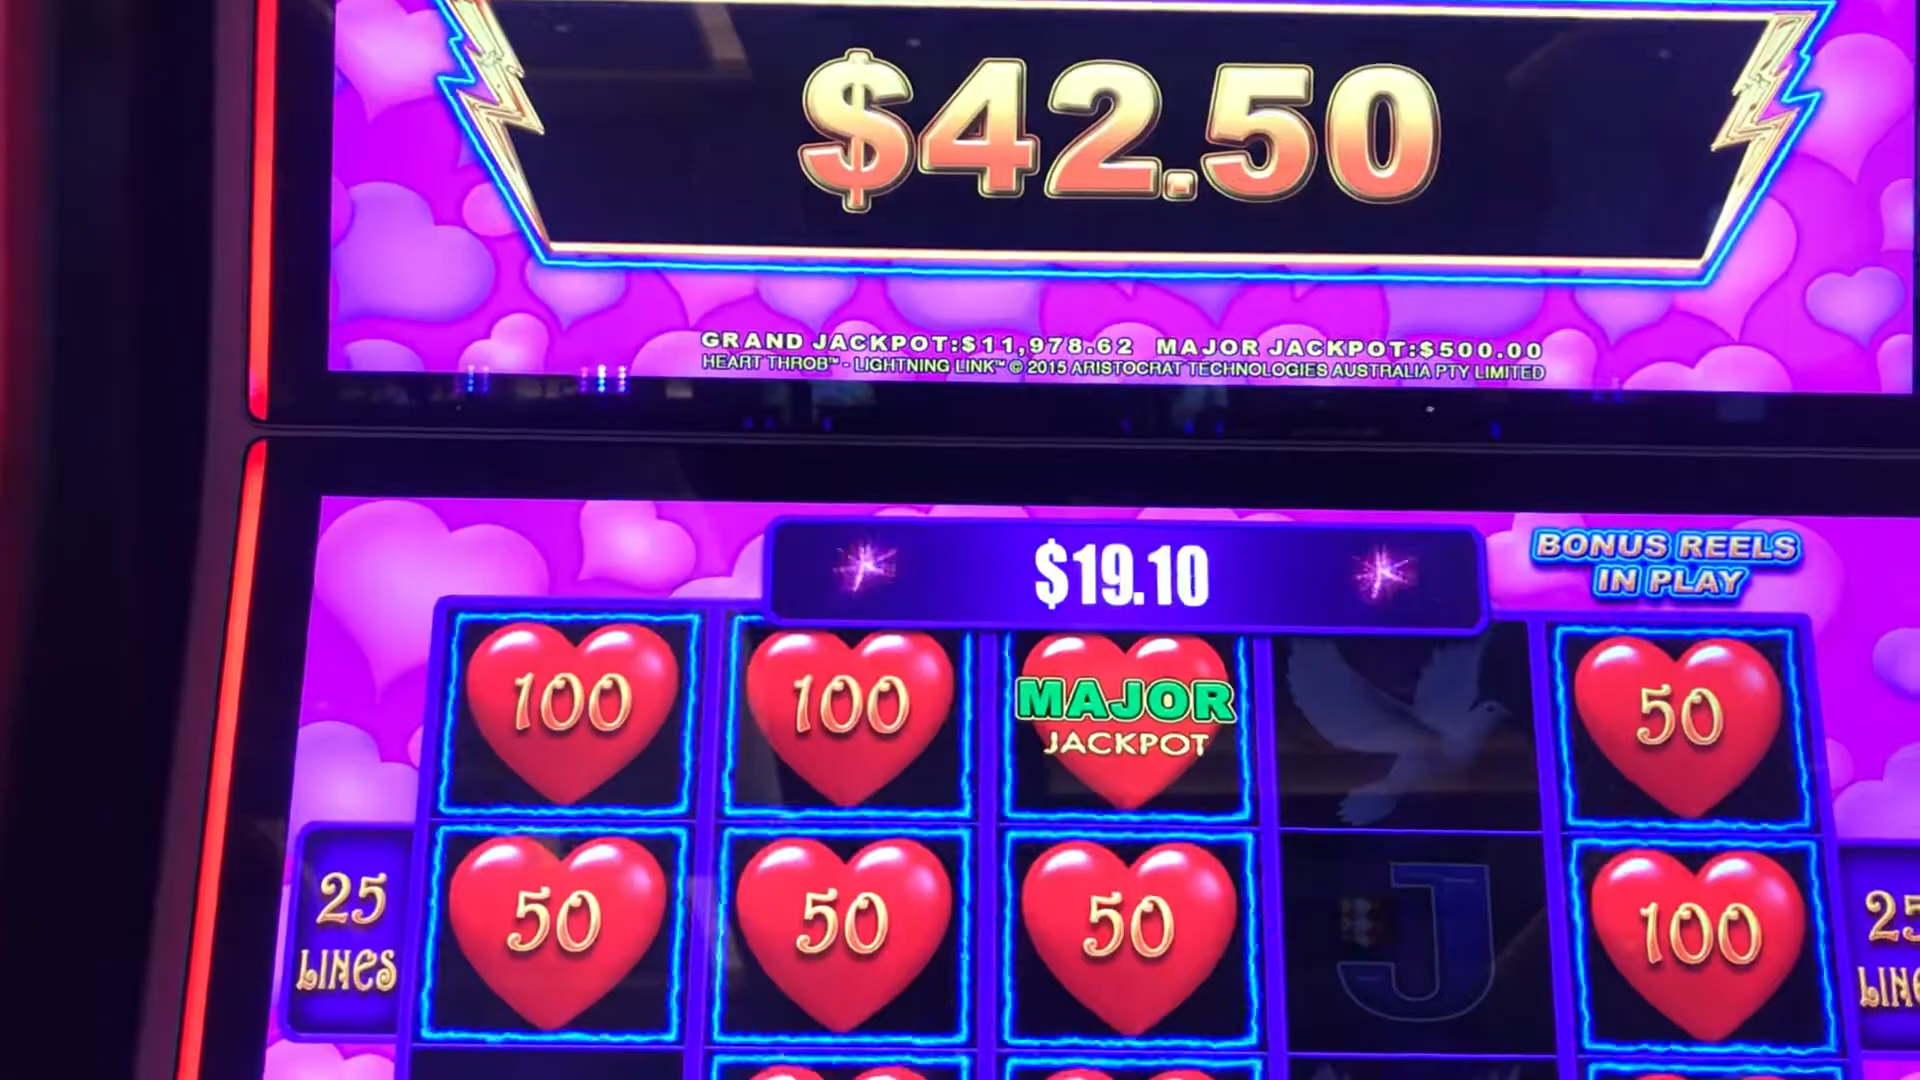 $42.50
GRAND JACKPOT:$11,978.62 MAJOR JACKPOT:$500.00
HEART THROB™ - LIGHTNING LINK™ © 2015 ARISTOCRAT TECHNOLOGIES AUSTRALIA PTY LIMITED
$19.10
BONUS REELS
IN PLAY
100 100 MAJOR JACKPOT 50
25 LINES
50 50 50 J 100
25